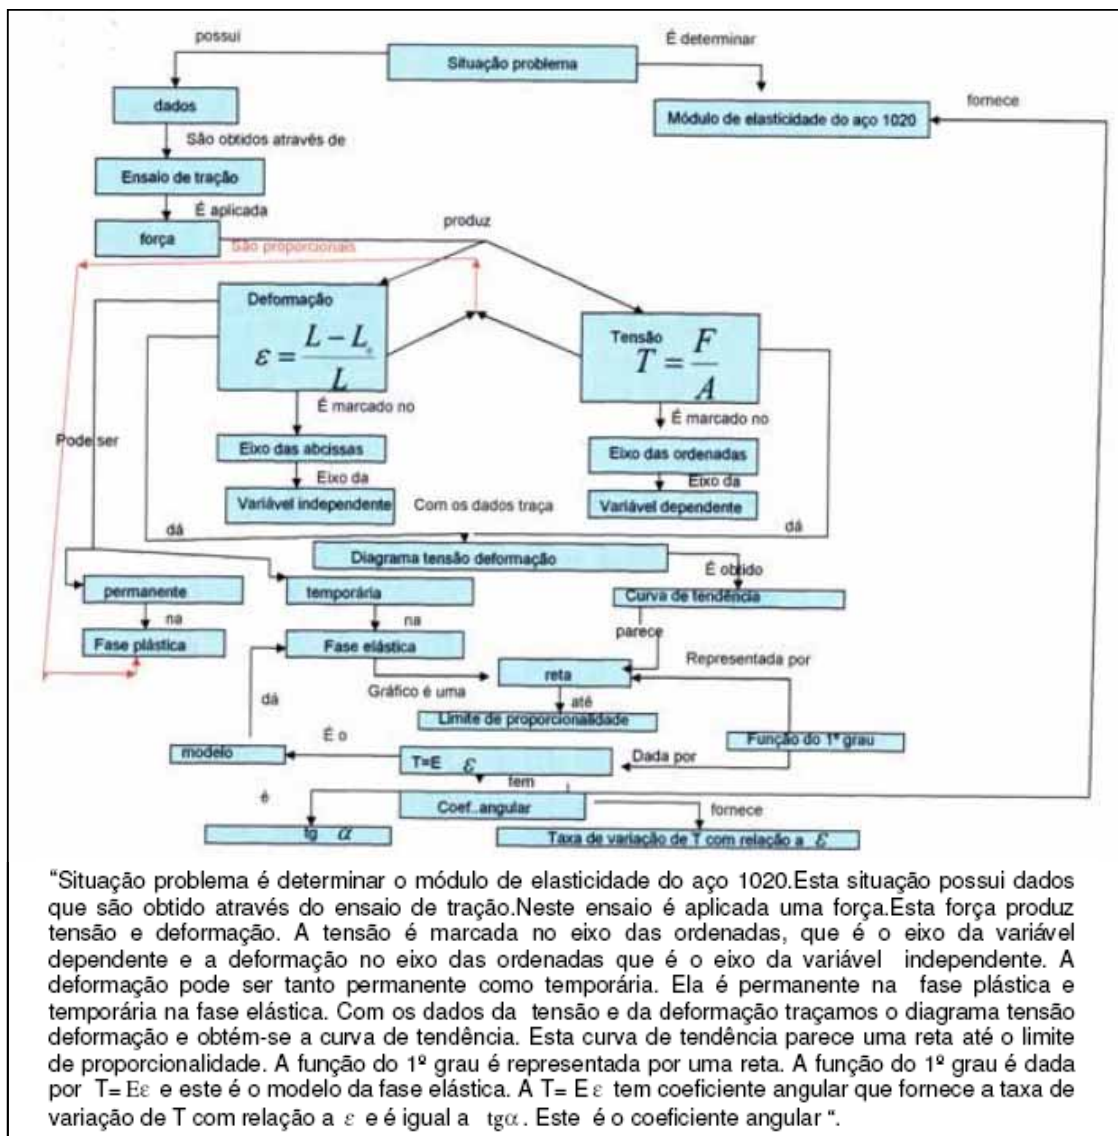 possui
É determinar
Situação problema
dados
fornece
Módulo de elasticidade do aço 1020
São obtidos através de
Ensaio de tração
É aplicada
força
produz
São proporcionais
Deformação
ε = (L – L₀) / L
Tensão
T = F / A
É marcado no
É marcado no
Pode ser
Eixo das abcissas
Eixo das ordenadas
Eixo da
Eixo da
Variável independente
Com os dados traça
Variável dependente
dá
dá
Diagrama tensão deformação
É obtido
permanente
temporária
Curva de tendência
na
na
parece
Fase plástica
Fase elástica
reta
Representada por
dá
Gráfico é uma
até
Limite de proporcionalidade
É o
Função do 1º grau
modelo
T=E ε
Dada por
tem
é
Coef..angular
fornece
tg α
Taxa de variação de T com relação a ε
“Situação problema é determinar o módulo de elasticidade do aço 1020.Esta situação possui dados
que são obtido através do ensaio de tração.Neste ensaio é aplicada uma força.Esta força produz
tensão e deformação. A tensão é marcada no eixo das ordenadas, que é o eixo da variável
dependente e a deformação no eixo das ordenadas que é o eixo da variável independente. A
deformação pode ser tanto permanente como temporária. Ela é permanente na fase plástica e
temporária na fase elástica. Com os dados da tensão e da deformação traçamos o diagrama tensão
deformação e obtém-se a curva de tendência. Esta curva de tendência parece uma reta até o limite
de proporcionalidade. A função do 1º grau é representada por uma reta. A função do 1º grau é dada
por T= Eε e este é o modelo da fase elástica. A T= E ε tem coeficiente angular que fornece a taxa de
variação de T com relação a ε e é igual a tgα. Este é o coeficiente angular “.